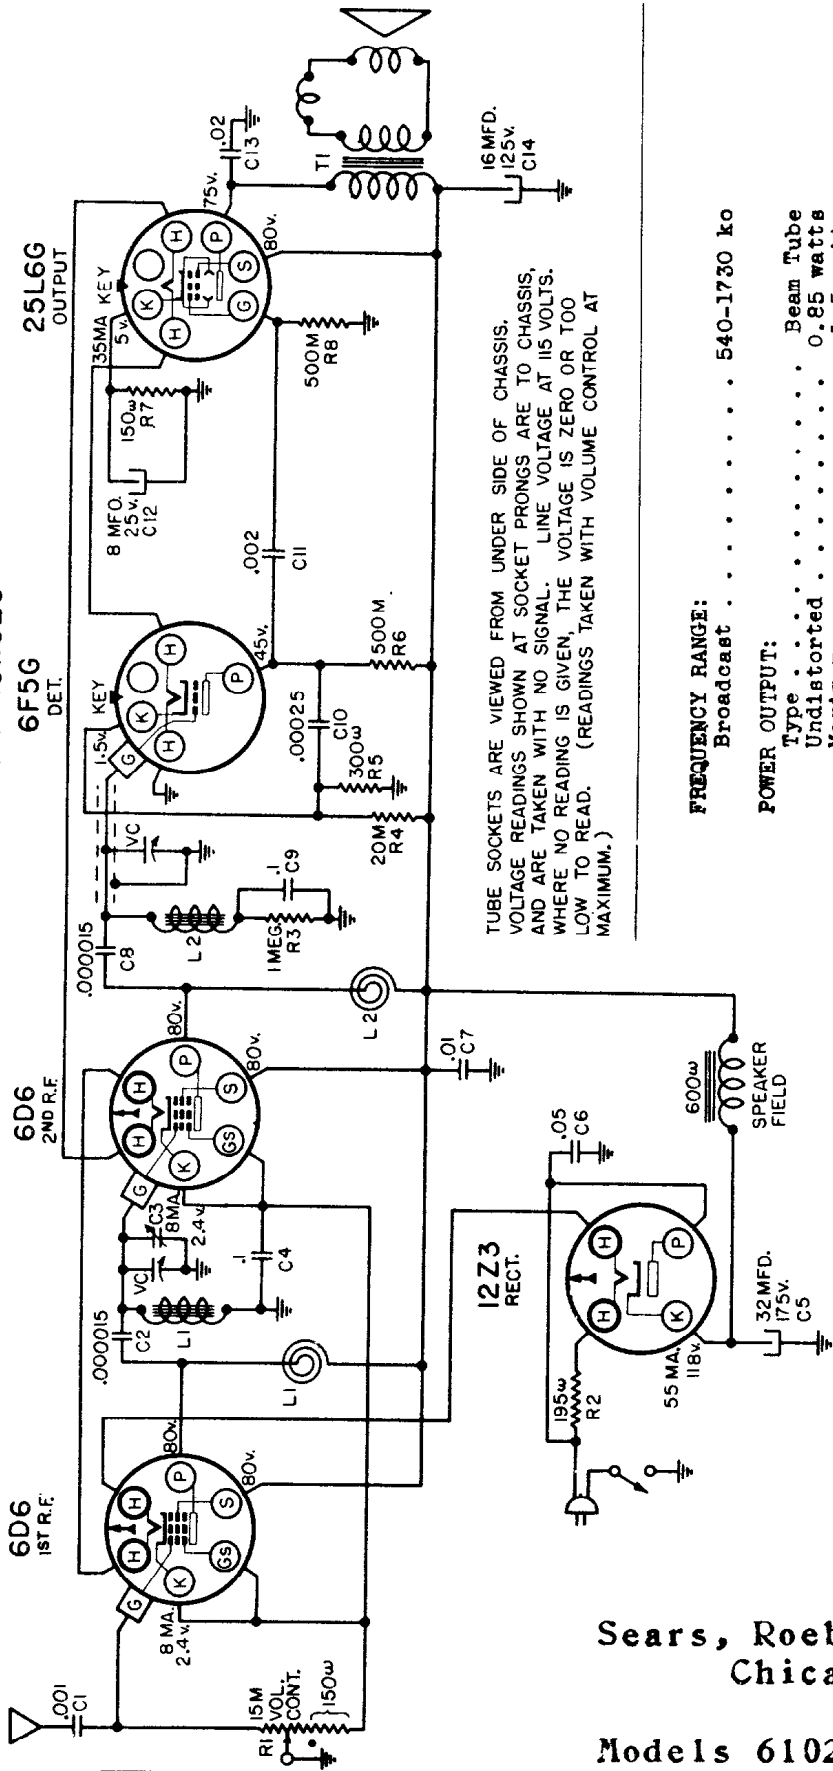 6D6
1ST R.F.
6D6
2ND R.F.
6F5G
DET.
25L6G
OUTPUT
.001
C1
G
K
H
H
P
S
GS
8 MA.
2.4v.
80v.
80v.
R1
15M
VOL.
CONT.
150ω
.000015
C2
L1
L1
VC
C3
.1
C4
G
K
H
H
P
S
GS
8MA.
2.4v.
80v.
80v.
.000015
C8
L2
L2
VC
1 MEG.
R3
.1
C9
.01
C7
1.5v.
KEY
G
K
H
H
P
45v.
.00025
C10
300ω
R5
20M
R4
500M.
R6
.002
C11
8 MFD.
25v.
C12
150ω
R7
35MA
5v.
KEY
K
H
H
P
S
G
75v.
80v.
500M
R8
.02
C13
T1
16MFD.
125v.
C14
12Z3
RECT.
H
H
K
P
195ω
R2
55 MA.
118v.
.05
C6
32MFD.
175v.
C5
600ω
SPEAKER
FIELD
TUBE SOCKETS ARE VIEWED FROM UNDER SIDE OF CHASSIS.
VOLTAGE READINGS SHOWN AT SOCKET PRONGS ARE TO CHASSIS,
AND ARE TAKEN WITH NO SIGNAL. LINE VOLTAGE AT 115 VOLTS.
WHERE NO READING IS GIVEN, THE VOLTAGE IS ZERO OR TOO
LOW TO READ. (READINGS TAKEN WITH VOLUME CONTROL AT
MAXIMUM.)
FREQUENCY RANGE:
Broadcast . . . . . . . . . . . . 540-1730 kc
POWER OUTPUT:
Type . . . . . . . . . . . Beam Tube
Undistorted . . . . . . . . . 0.85 watts
Sears, Roeb
Chica
Models 6102